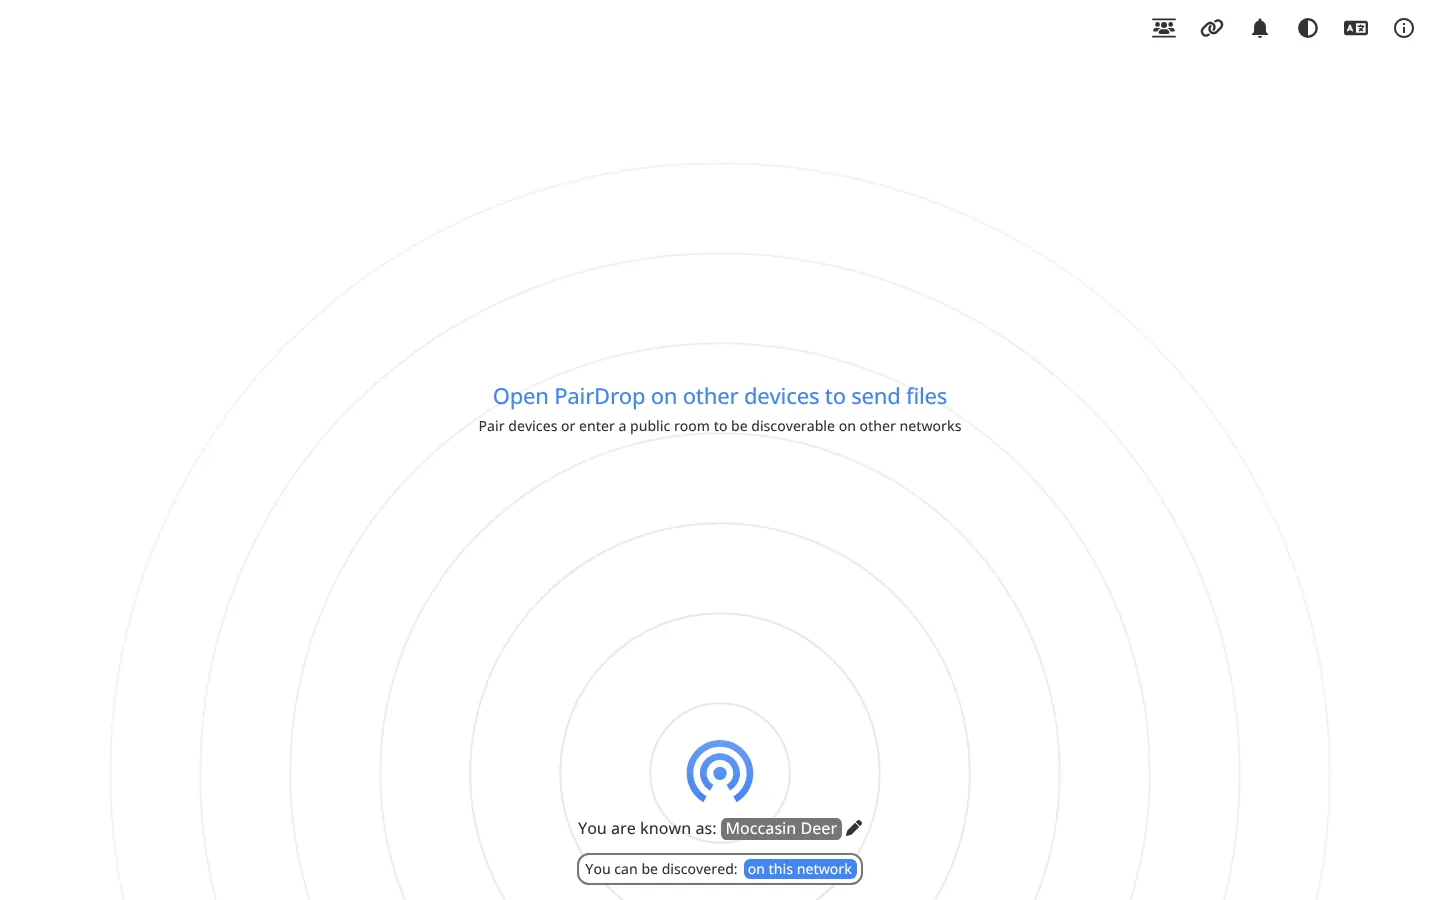 Open PairDrop on other devices to send files
Pair devices or enter a public room to be discoverable on other networks
You are known as: Moccasin Deer
You can be discovered: on this network